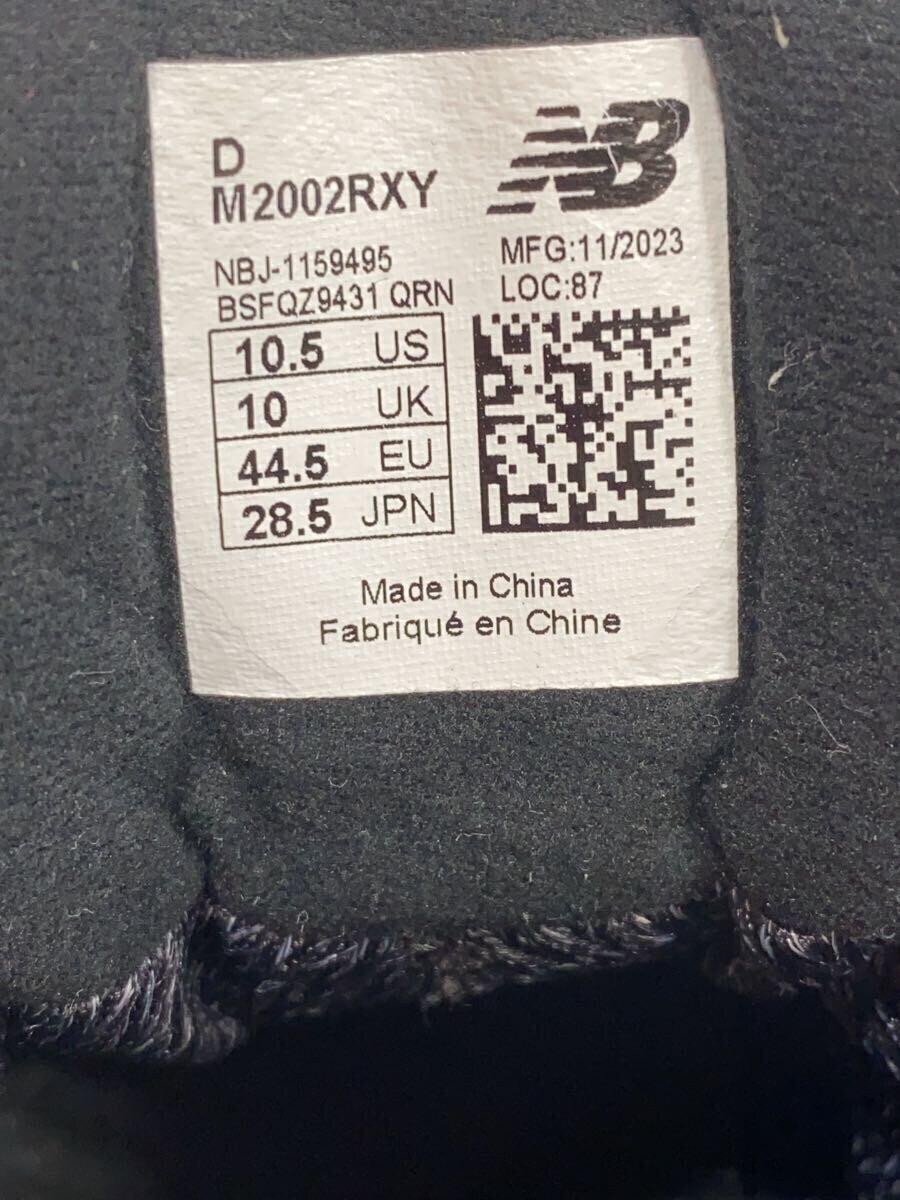 D
M2002RXY
NB
NBJ-1159495
BSFQZ9431 QRN
MFG:11/2023
LOC:87
10.5 US
10 UK
44.5 EU
28.5 JPN
Made in China
Fabriqué en Chine